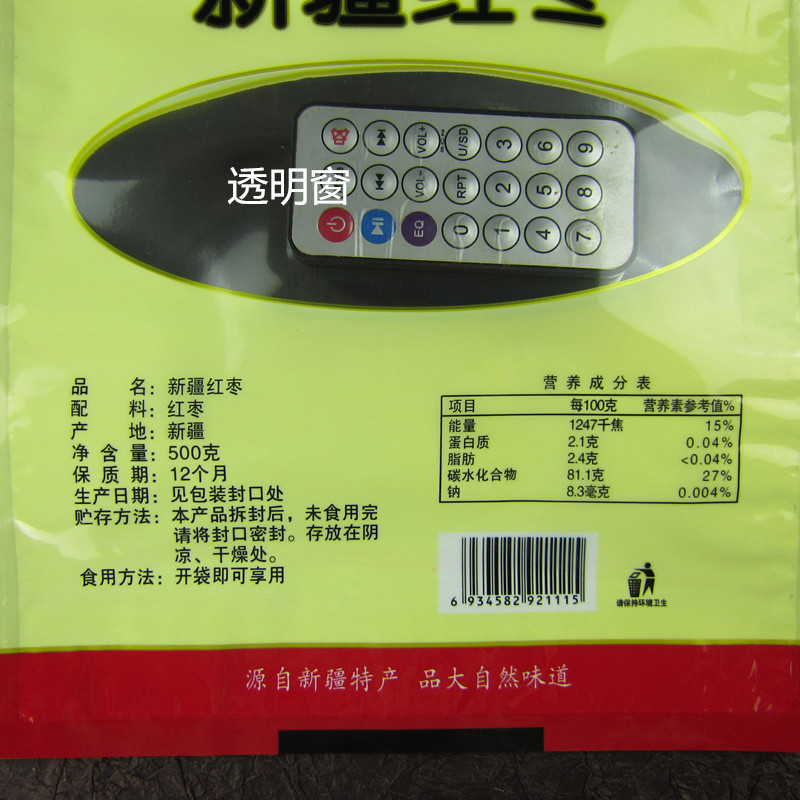 新疆红枣
VOL+
U/SD
3
6
9
透明窗
VOL-
RPT
2
5
8
EQ
0
1
4
7
品 名：新疆红枣
配 料：红枣
产 地：新疆
净 含 量：500克
保 质 期：12个月
生产日期：见包装封口处
贮存方法：本产品拆封后，未食用完
请将封口密封。存放在阴
凉、干燥处。
食用方法：开袋即可享用
营 养 成 分 表
项目 每100克 营养素参考值%
能量 1247千焦 15%
蛋白质 2.1克 0.04%
脂肪 2.4克 <0.04%
碳水化合物 81.1克 27%
钠 8.3毫克 0.004%
6 934582 921115
请保持环境卫生
源自新疆特产 品大自然味道